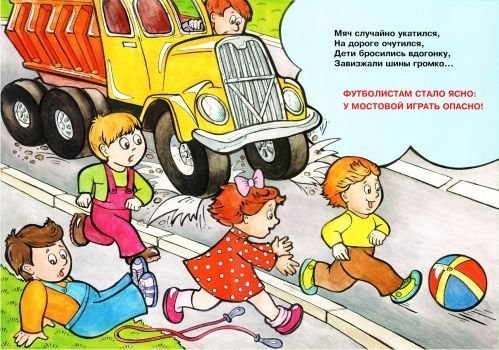 Мяч случайно укатился,
На дороге очутился,
Дети бросились вдогонку,
Завизжали шины громко...
ФУТБОЛИСТАМ СТАЛО ЯСНО:
У МОСТОВОЙ ИГРАТЬ ОПАСНО!